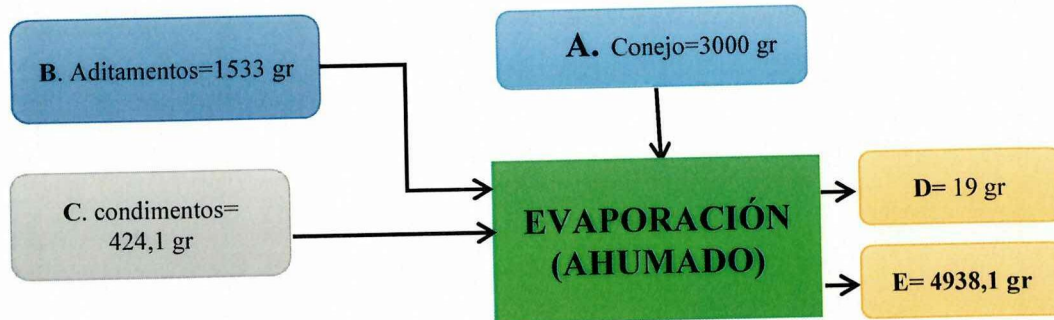 A. Conejo=3000 gr
B. Aditamentos=1533 gr
C. condimentos=
424,1 gr
EVAPORACIÓN
(AHUMADO)
D= 19 gr
E= 4938,1 gr